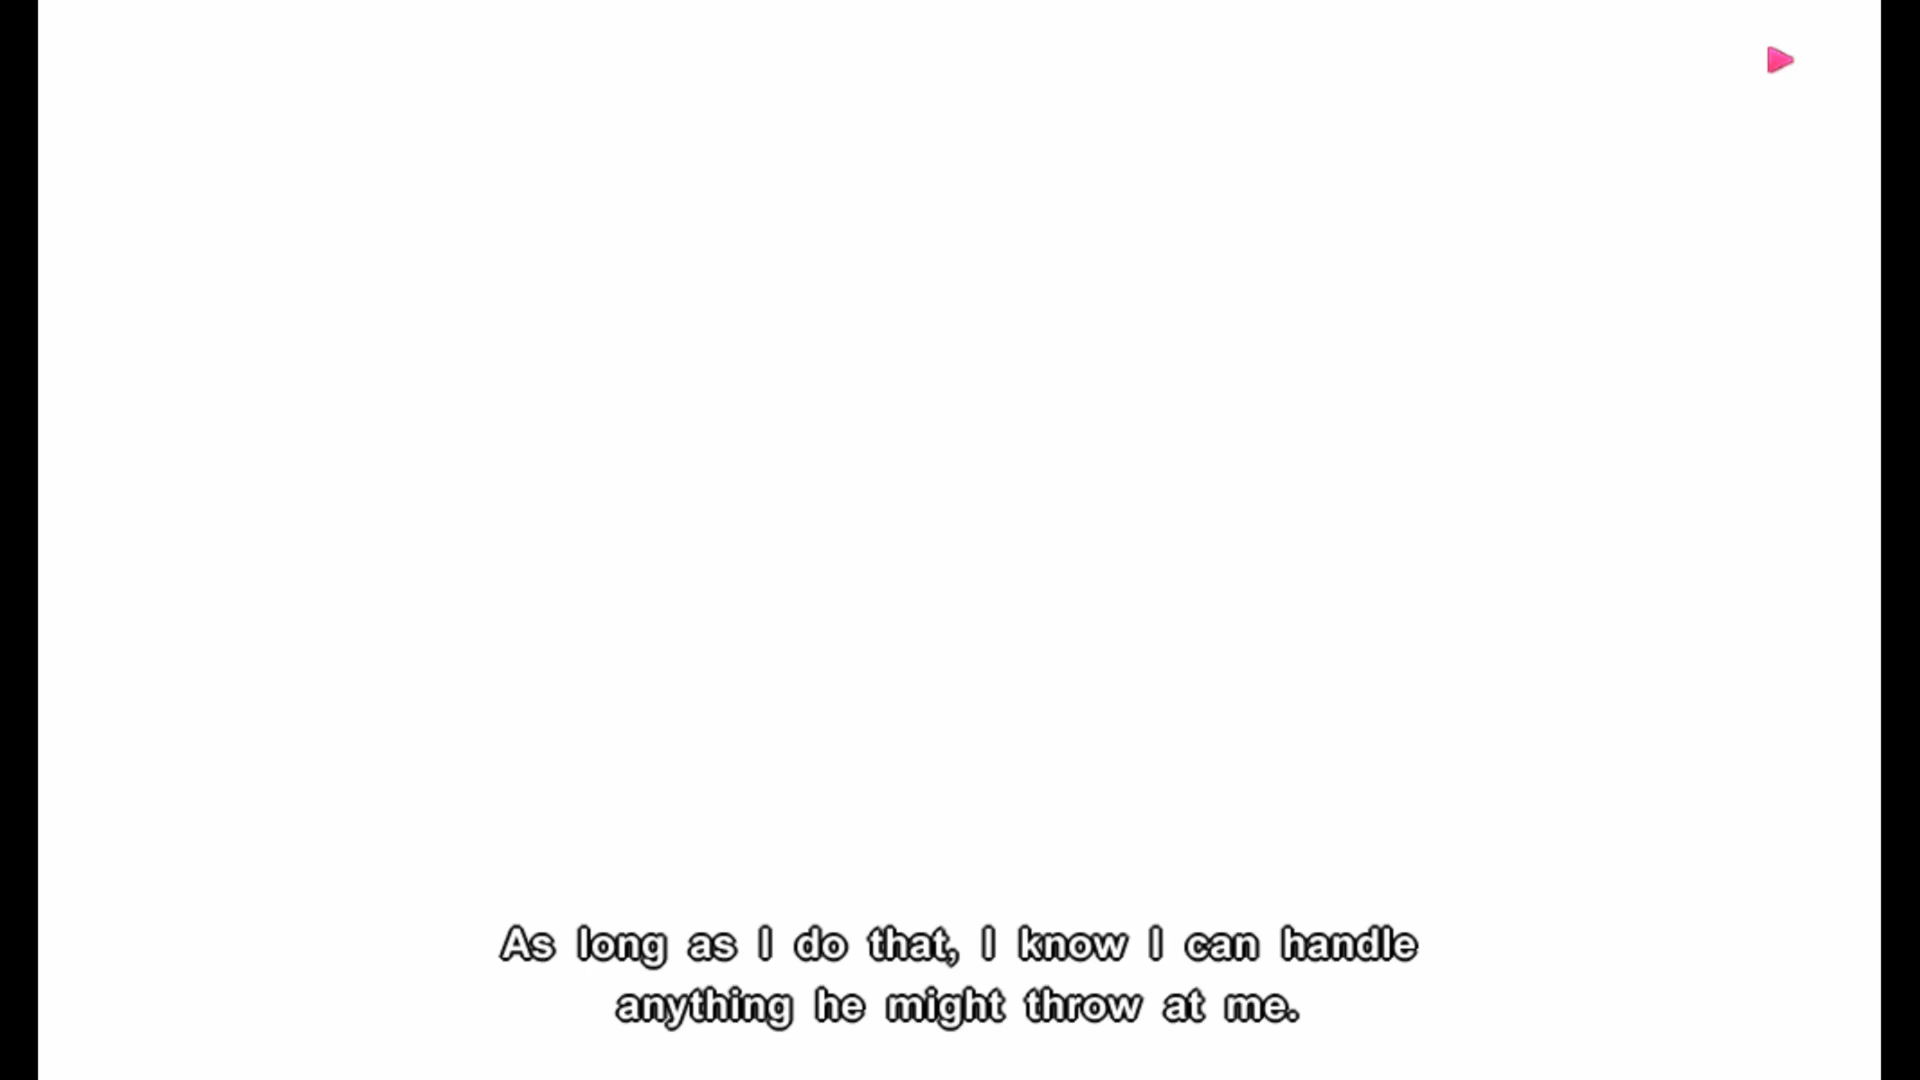 As long as I do that, I know I can handle
anything he might throw at me.